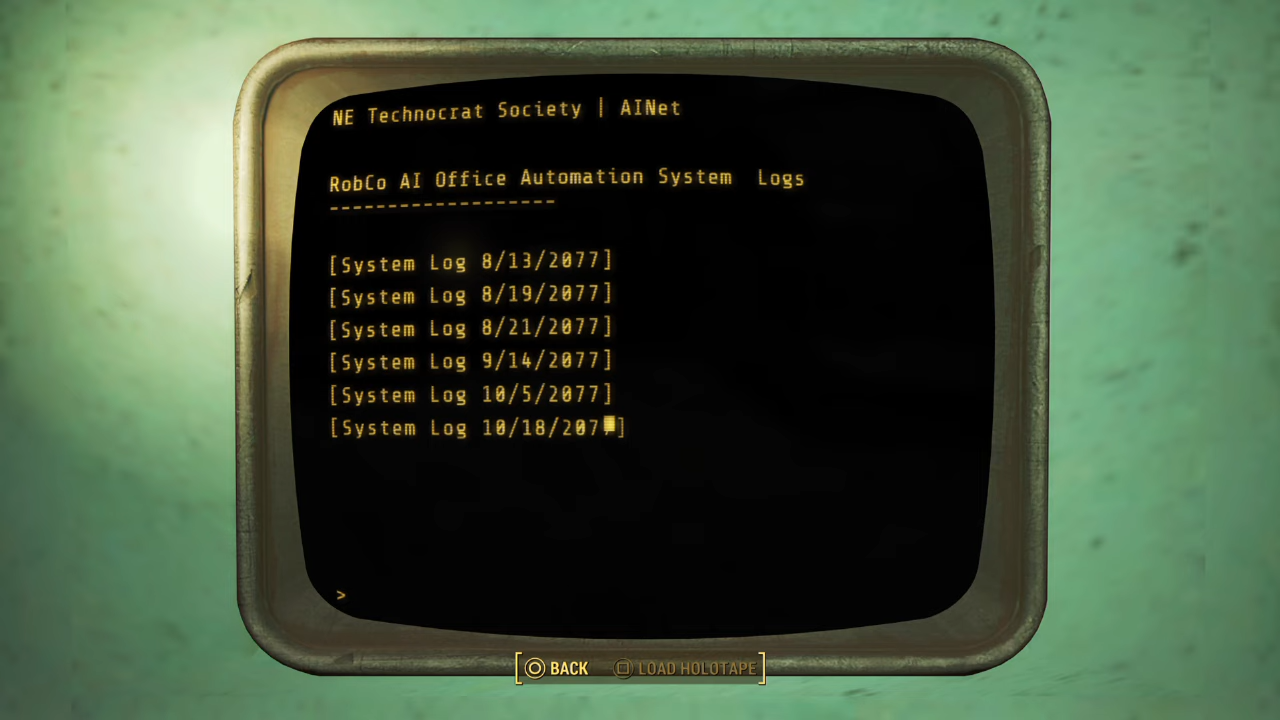 NE Technocrat Society | AINet
RobCo AI Office Automation System  Logs
-------------------
[System Log 8/13/2077]
[System Log 8/19/2077]
[System Log 8/21/2077]
[System Log 9/14/2077]
[System Log 10/5/2077]
[System Log 10/18/2077]
>
BACK LOAD HOLOTAPE